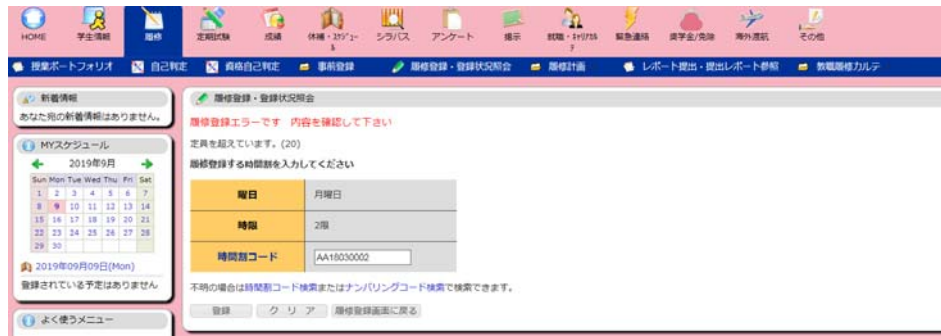 HOME 学生情報 履修 定期試験 成績 休補・スケジュール シラバス アンケート 掲示 就職・キャリアカルテ 緊急連絡 奨学金/免除 海外渡航 その他
授業ポートフォリオ 自己判定 資格自己判定 事前登録 履修登録・登録状況照会 履修計画 レポート提出・提出レポート参照 教職履修カルテ
新着情報
あなた宛の新着情報はありません。
MYスケジュール
2019年9月
Sun Mon Tue Wed Thu Fri Sat
1 2 3 4 5 6 7
8 9 10 11 12 13 14
15 16 17 18 19 20 21
22 23 24 25 26 27 28
29 30
2019年09月09日(Mon)
登録されている予定はありません
よく使うメニュー
履修登録・登録状況照会
履修登録エラーです 内容を確認して下さい
定員を超えています。(20)
履修登録する時間割を入力してください
曜日 月曜日
時限 2限
時間割コード AA18030002
不明の場合は時間割コード検索またはナンバリングコード検索で検索できます。
登録 クリア 履修登録画面に戻る